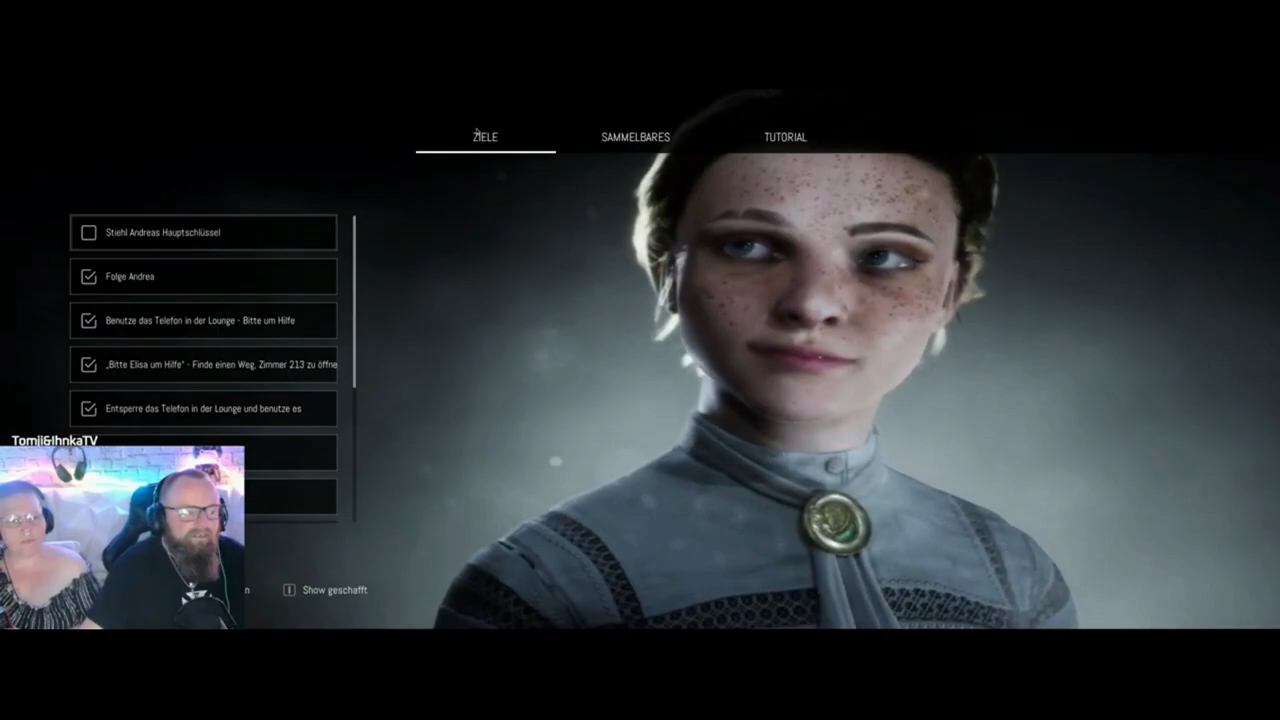 ZIELE
SAMMELBARES
TUTORIAL
Stiehl Andreas Hauptschlüssel
Folge Andrea
Benutze das Telefon in der Lounge - Bitte um Hilfe
„Bitte Elisa um Hilfe" - Finde einen Weg, Zimmer 213 zu öffne
Entsperre das Telefon in der Lounge und benutze es
Tomii&IhnkaTV
n
I Show geschafft